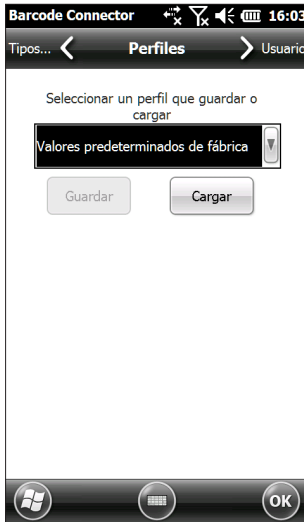 Barcode Connector 16:03
Tipos... Perfiles Usuario
Seleccionar un perfil que guardar o
cargar
Valores predeterminados de fábrica
Guardar Cargar
OK